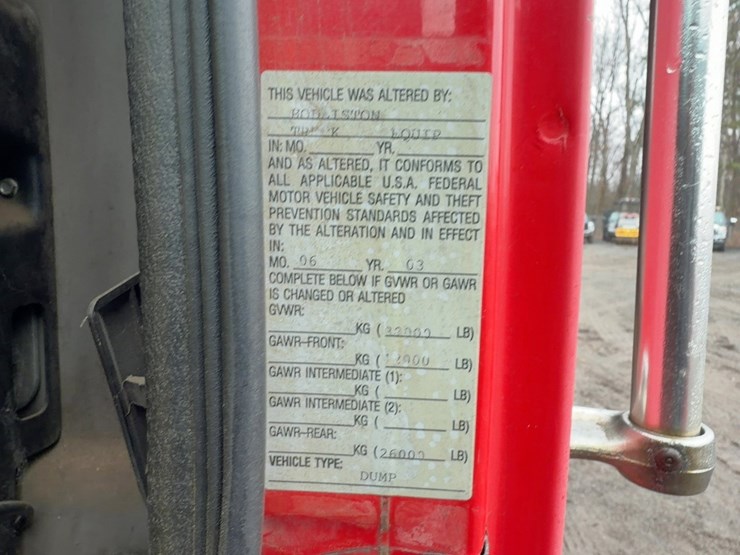 THIS VEHICLE WAS ALTERED BY:
IN: MO. YR.
AND AS ALTERED, IT CONFORMS TO
ALL APPLICABLE U.S.A. FEDERAL
MOTOR VEHICLE SAFETY AND THEFT
PREVENTION STANDARDS AFFECTED
BY THE ALTERATION AND IN EFFECT
IN:
MO. 06 YR. 03
COMPLETE BELOW IF GVWR OR GAWR
IS CHANGED OR ALTERED
GVWR:
KG ( LB)
GAWR-FRONT:
KG ( LB)
GAWR INTERMEDIATE (1):
KG ( LB)
GAWR INTERMEDIATE (2):
KG ( LB)
GAWR-REAR:
KG (26000 LB)
VEHICLE TYPE:
DUMP